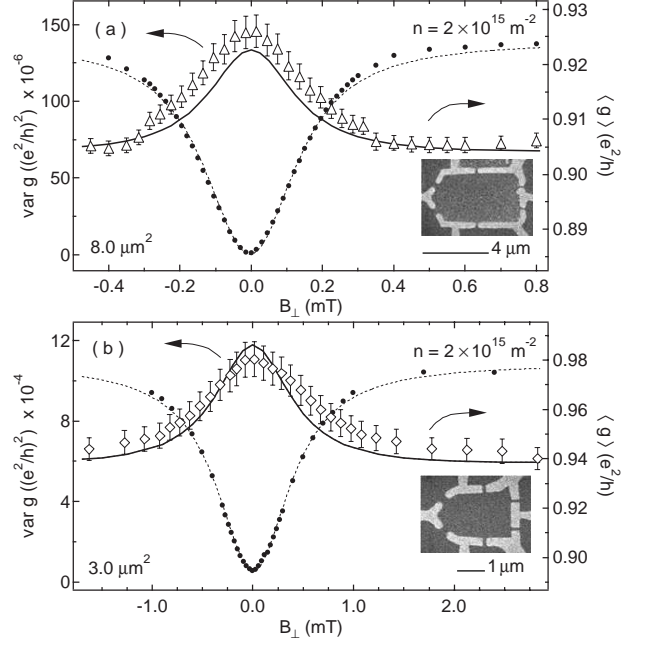 ( a )
n = 2 × 10¹⁵ m⁻²
150
100
50
0
var g ((e²/h)²) x 10⁻⁶
0.93
0.92
0.91
0.90
0.89
⟨ g ⟩ (e²/h)
8.0 µm²
4 µm
-0.4 -0.2 0.0 0.2 0.4 0.6 0.8
B⊥ (mT)
( b )
n = 2 × 10¹⁵ m⁻²
12
8
4
0
var g ((e²/h)²) x 10⁻⁴
0.98
0.96
0.94
0.92
0.90
⟨ g ⟩ (e²/h)
3.0 µm²
1 µm
-1.0 0.0 1.0 2.0
B⊥ (mT)